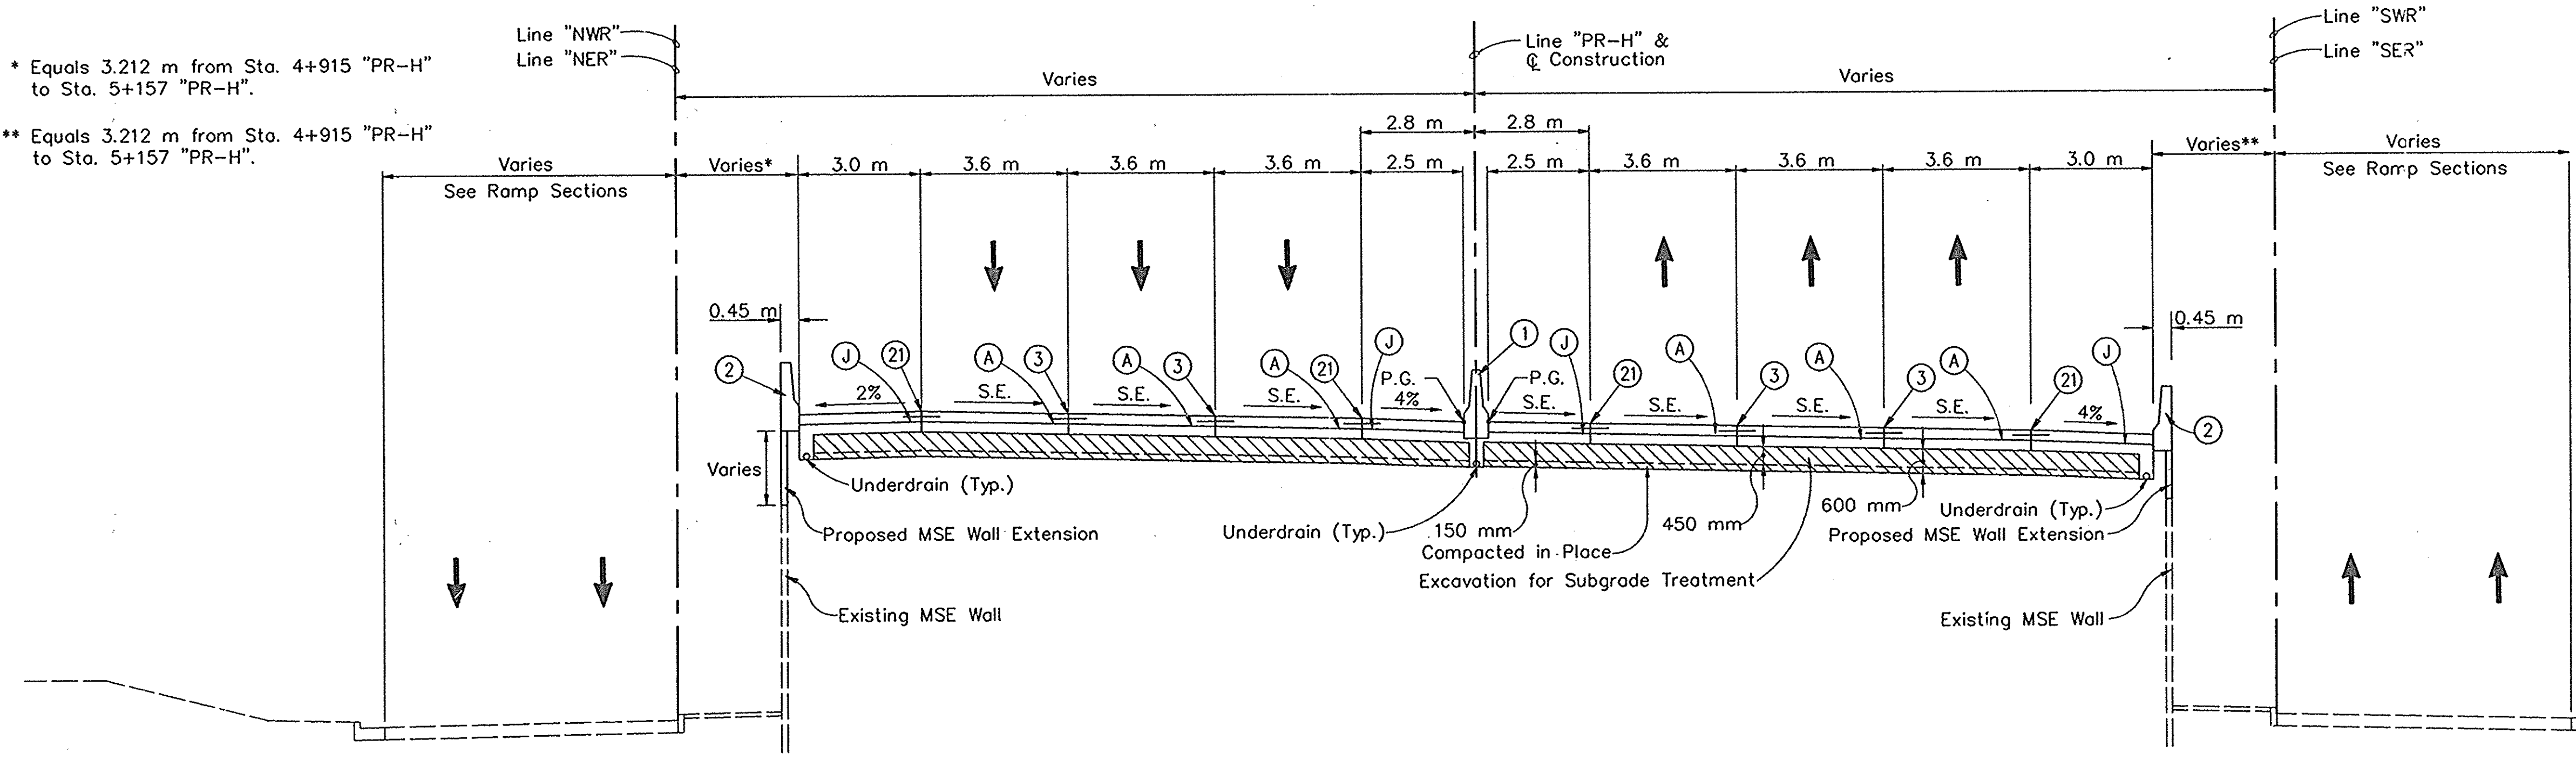 Line "NWR"
Line "NER"
Line "PR-H" &
℄ Construction
Line "SWR"
Line "SER"
* Equals 3.212 m from Sta. 4+915 "PR-H"
to Sta. 5+157 "PR-H".
** Equals 3.212 m from Sta. 4+915 "PR-H"
to Sta. 5+157 "PR-H".
Varies Varies
2.8 m 2.8 m
Varies Varies* 3.0 m 3.6 m 3.6 m 3.6 m 2.5 m 2.5 m 3.6 m 3.6 m 3.6 m 3.0 m Varies** Varies
See Ramp Sections See Ramp Sections
0.45 m 0.45 m
2 J 21 A 3 A 3 A 21 J 1 J 21 A 3 A 3 A 21 J 2
P.G. P.G.
2% S.E. S.E. S.E. 4% S.E. S.E. S.E. S.E. 4%
Varies
Underdrain (Typ.)
Proposed MSE Wall Extension
Existing MSE Wall
Underdrain (Typ.)
150 mm
Compacted in Place
Excavation for Subgrade Treatment
450 mm
600 mm
Underdrain (Typ.)
Proposed MSE Wall Extension
Existing MSE Wall